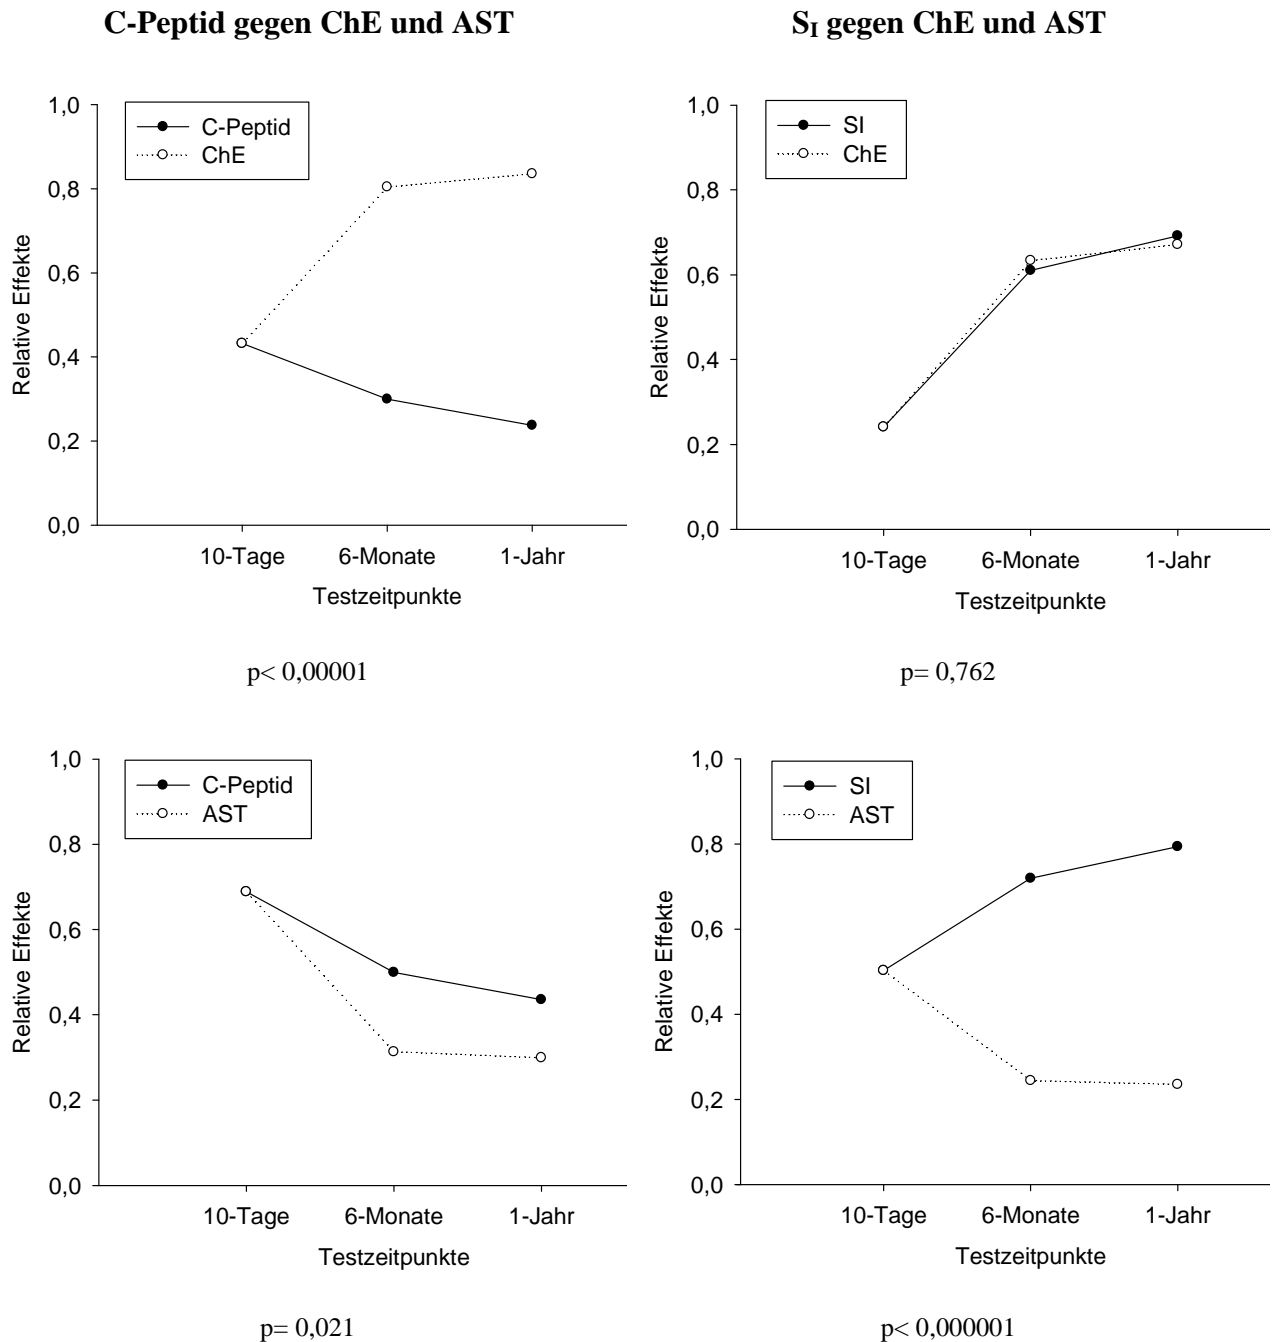 C-Peptid gegen ChE und AST
S_I gegen ChE und AST
1,0
0,8
0,6
0,4
0,2
0,0
Relative Effekte
C-Peptid
ChE
10-Tage 6-Monate 1-Jahr
Testzeitpunkte
p< 0,00001
1,0
0,8
0,6
0,4
0,2
0,0
Relative Effekte
SI
ChE
10-Tage 6-Monate 1-Jahr
Testzeitpunkte
p= 0,762
1,0
0,8
0,6
0,4
0,2
0,0
Relative Effekte
C-Peptid
AST
10-Tage 6-Monate 1-Jahr
Testzeitpunkte
p= 0,021
1,0
0,8
0,6
0,4
0,2
0,0
Relative Effekte
SI
AST
10-Tage 6-Monate 1-Jahr
Testzeitpunkte
p< 0,000001